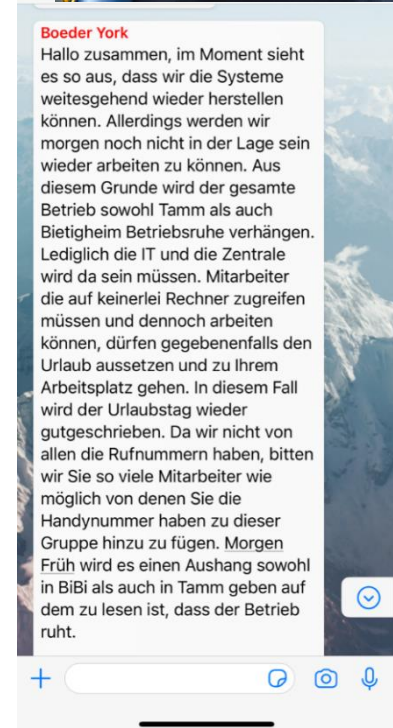 Boeder York
Hallo zusammen, im Moment sieht
es so aus, dass wir die Systeme
weitesgehend wieder herstellen
können. Allerdings werden wir
morgen noch nicht in der Lage sein
wieder arbeiten zu können. Aus
diesem Grunde wird der gesamte
Betrieb sowohl Tamm als auch
Bietigheim Betriebsruhe verhängen.
Lediglich die IT und die Zentrale
wird da sein müssen. Mitarbeiter
die auf keinerlei Rechner zugreifen
müssen und dennoch arbeiten
können, dürfen gegebenenfalls den
Urlaub aussetzen und zu Ihrem
Arbeitsplatz gehen. In diesem Fall
wird der Urlaubstag wieder
gutgeschrieben. Da wir nicht von
allen die Rufnummern haben, bitten
wir Sie so viele Mitarbeiter wie
möglich von denen Sie die
Handynummer haben zu dieser
Gruppe hinzu zu fügen. Morgen
Früh wird es einen Aushang sowohl
in BiBi als auch in Tamm geben auf
dem zu lesen ist, dass der Betrieb
ruht.